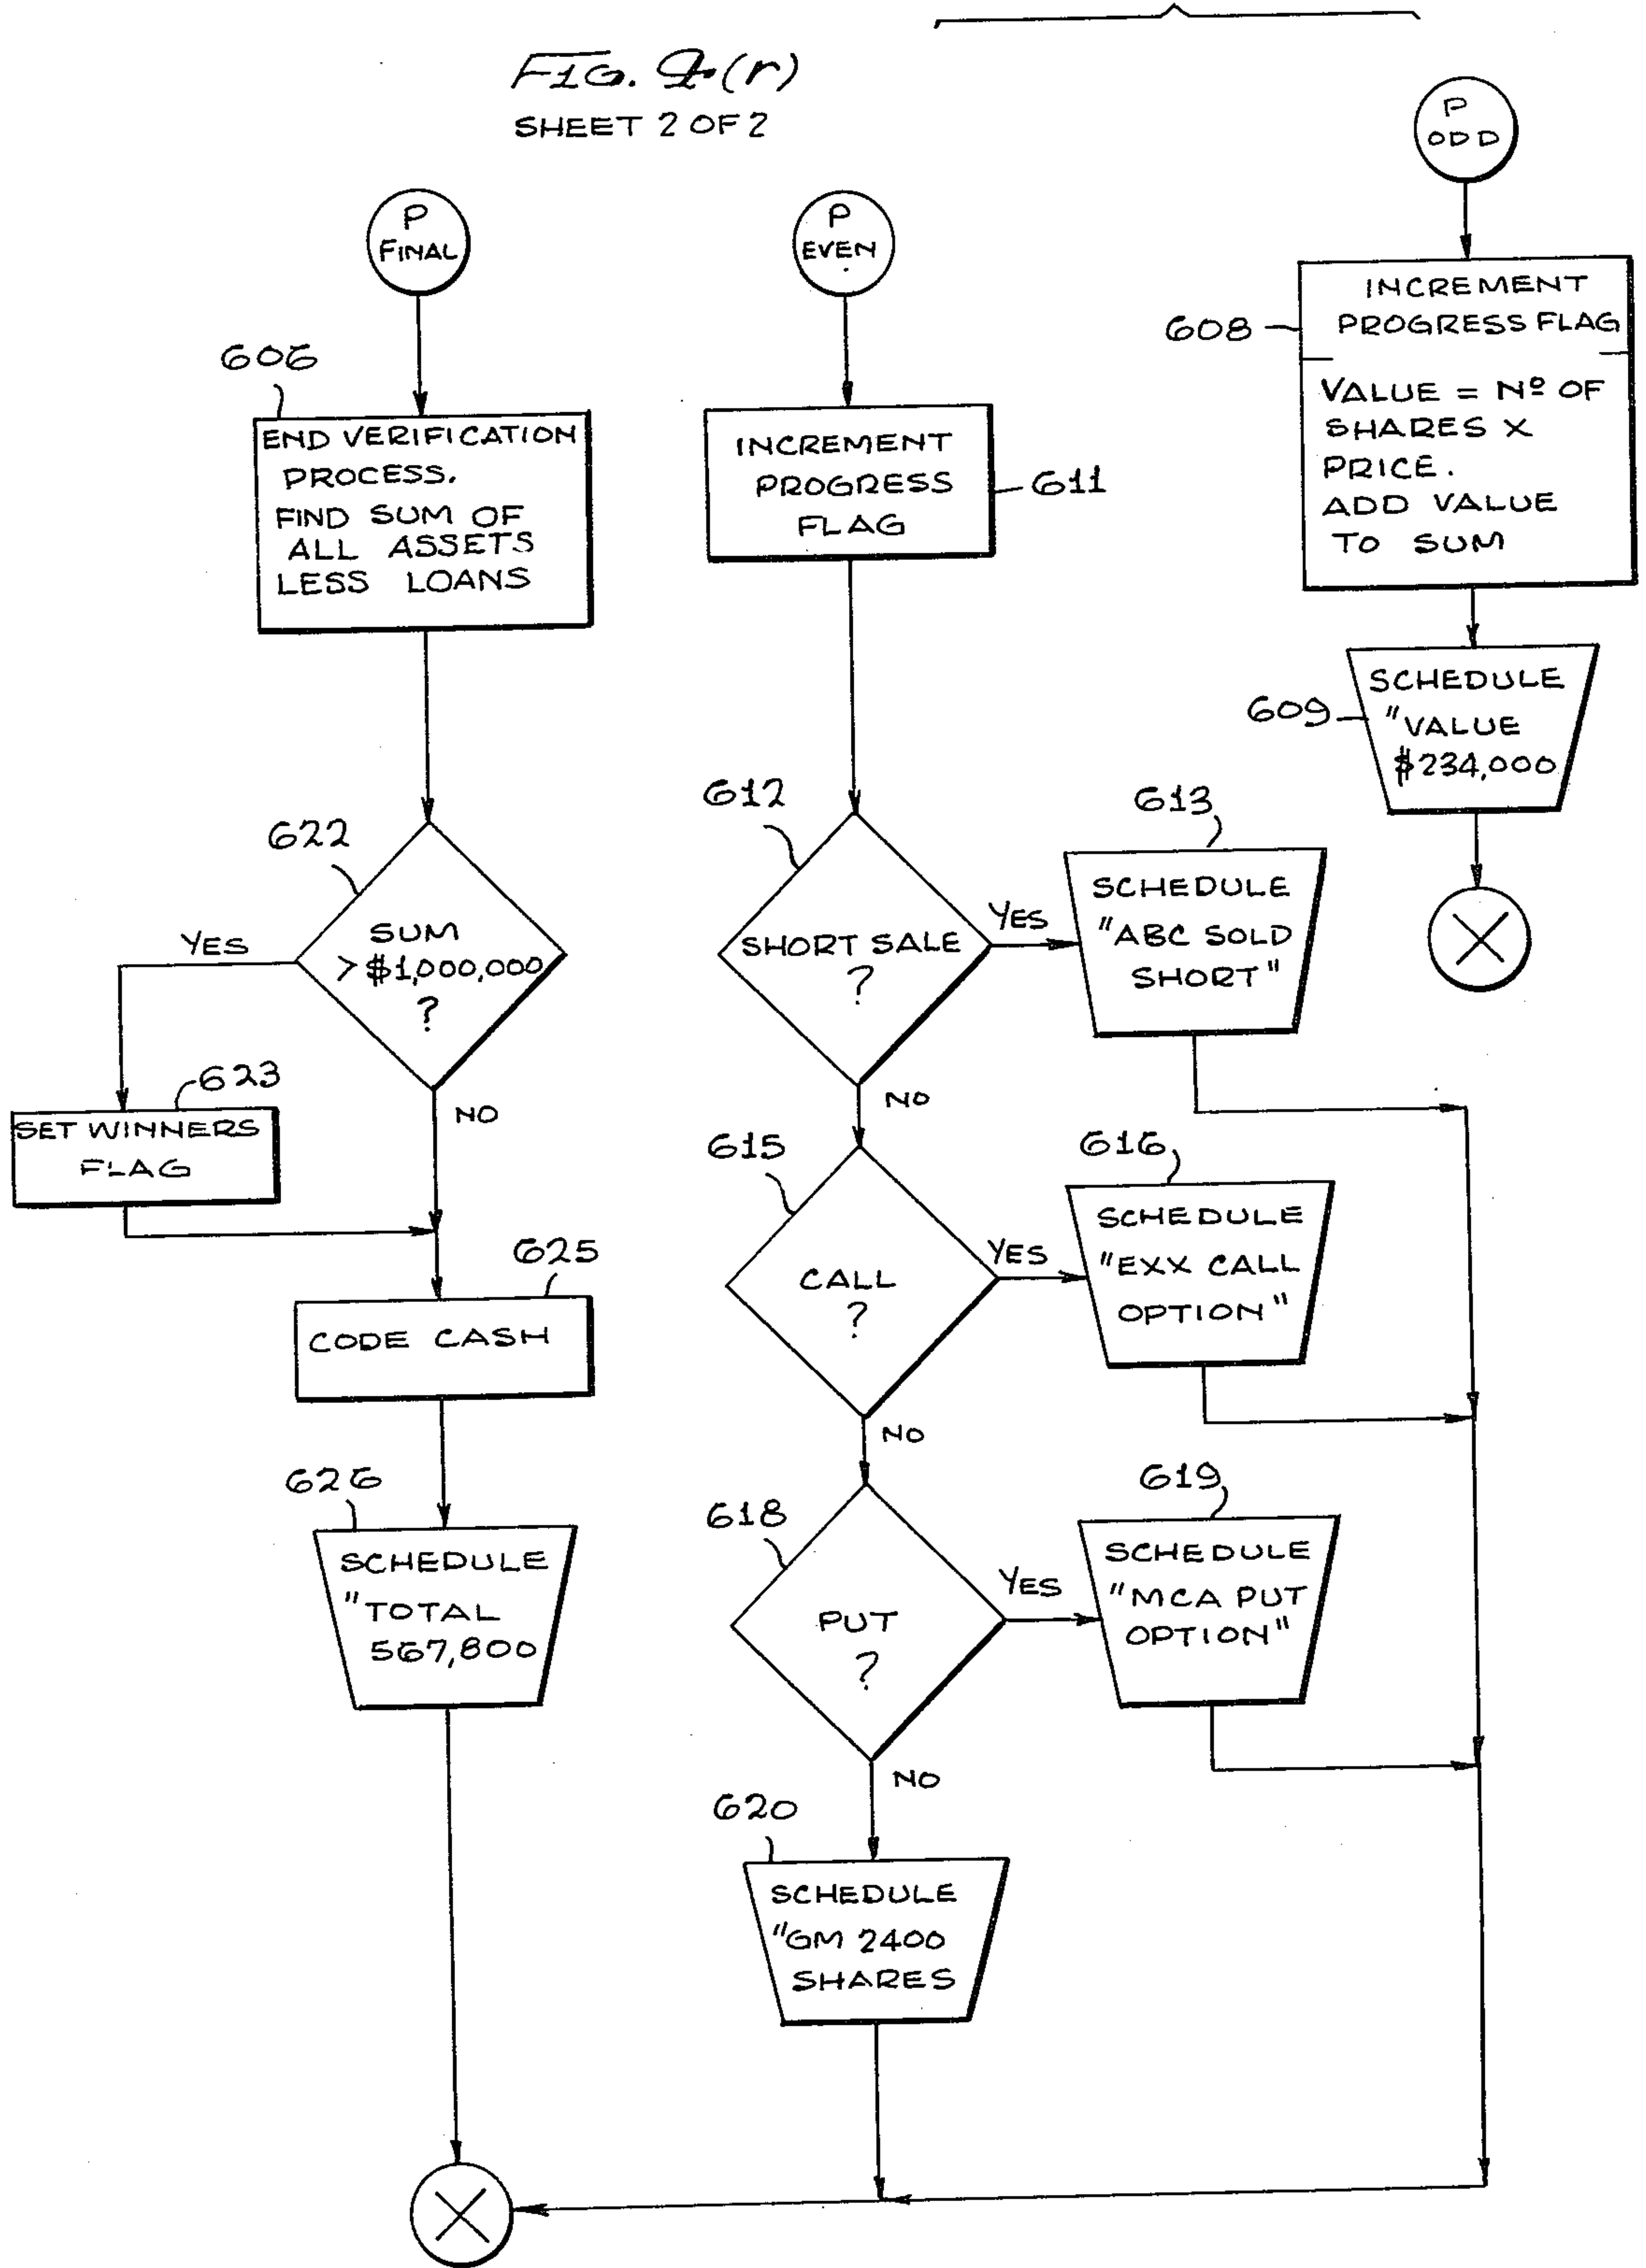 FIG. 9(r)
SHEET 2 OF 2
P
ODD
P
FINAL
P
EVEN
INCREMENT
PROGRESS FLAG
608
VALUE = Nº OF
SHARES X
PRICE.
ADD VALUE
TO SUM
606
END VERIFICATION
PROCESS.
FIND SUM OF
ALL ASSETS
LESS LOANS
INCREMENT
PROGRESS
FLAG
611
609
SCHEDULE
"VALUE
$234,000
622
SUM
> $1,000,000
?
YES
NO
623
SET WINNERS
FLAG
625
CODE CASH
626
SCHEDULE
"TOTAL
567,800
612
SHORT SALE
?
YES
NO
613
SCHEDULE
"ABC SOLD
SHORT"
615
CALL
?
YES
NO
616
SCHEDULE
"EXX CALL
OPTION"
618
PUT
?
YES
NO
619
SCHEDULE
"MCA PUT
OPTION"
620
SCHEDULE
"GM 2400
SHARES